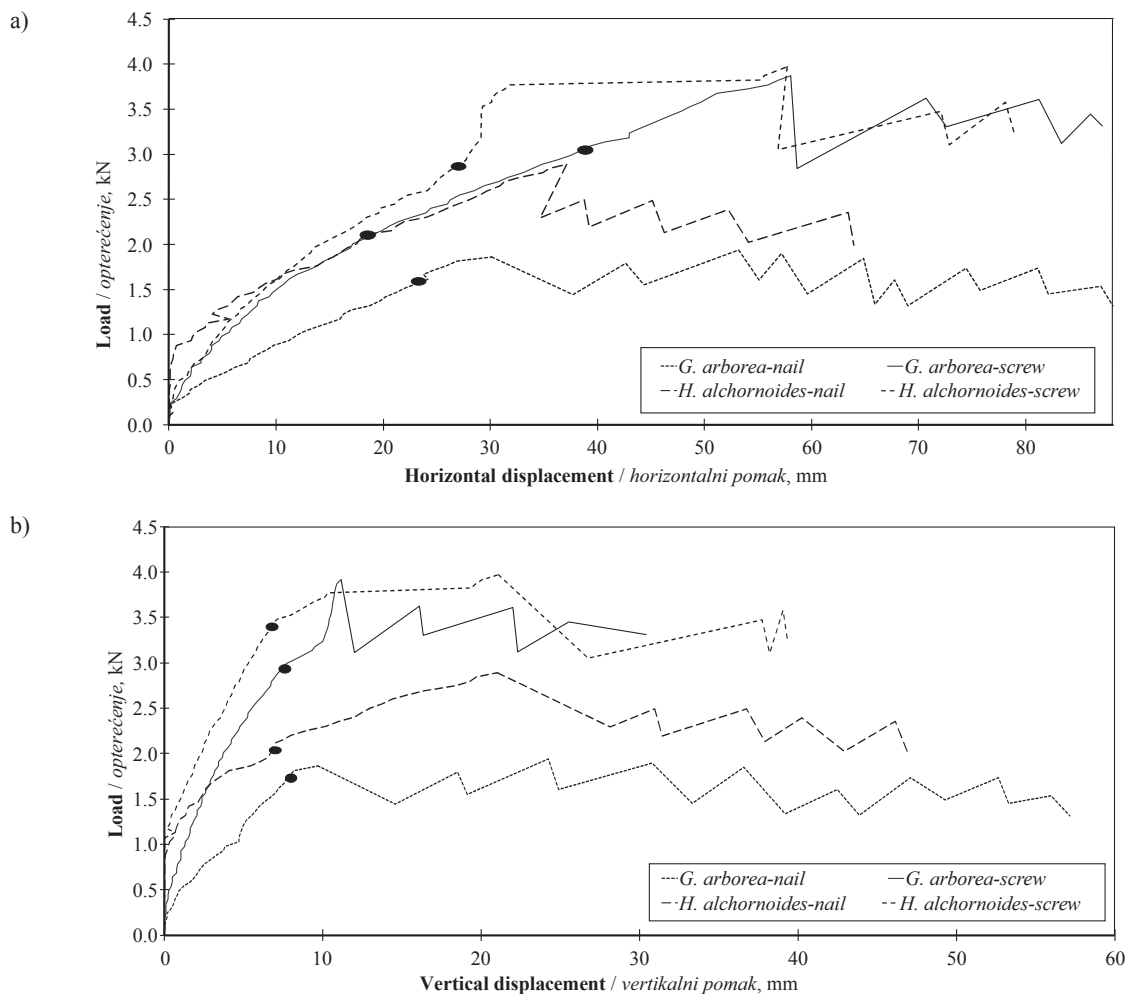 a)
4.5
4.0
3.5
3.0
2.5
2.0
1.5
1.0
0.5
0.0
Load / opterećenje, kN
G. arborea-nail
G. arborea-screw
H. alchornoides-nail
H. alchornoides-screw
0 10 20 30 40 50 60 70 80
Horizontal displacement / horizontalni pomak, mm
b)
4.5
4.0
3.5
3.0
2.5
2.0
1.5
1.0
0.5
0.0
Load / opterećenje, kN
G. arborea-nail
G. arborea-screw
H. alchornoides-nail
H. alchornoides-screw
0 10 20 30 40 50 60
Vertical displacement / vertikalni pomak, mm